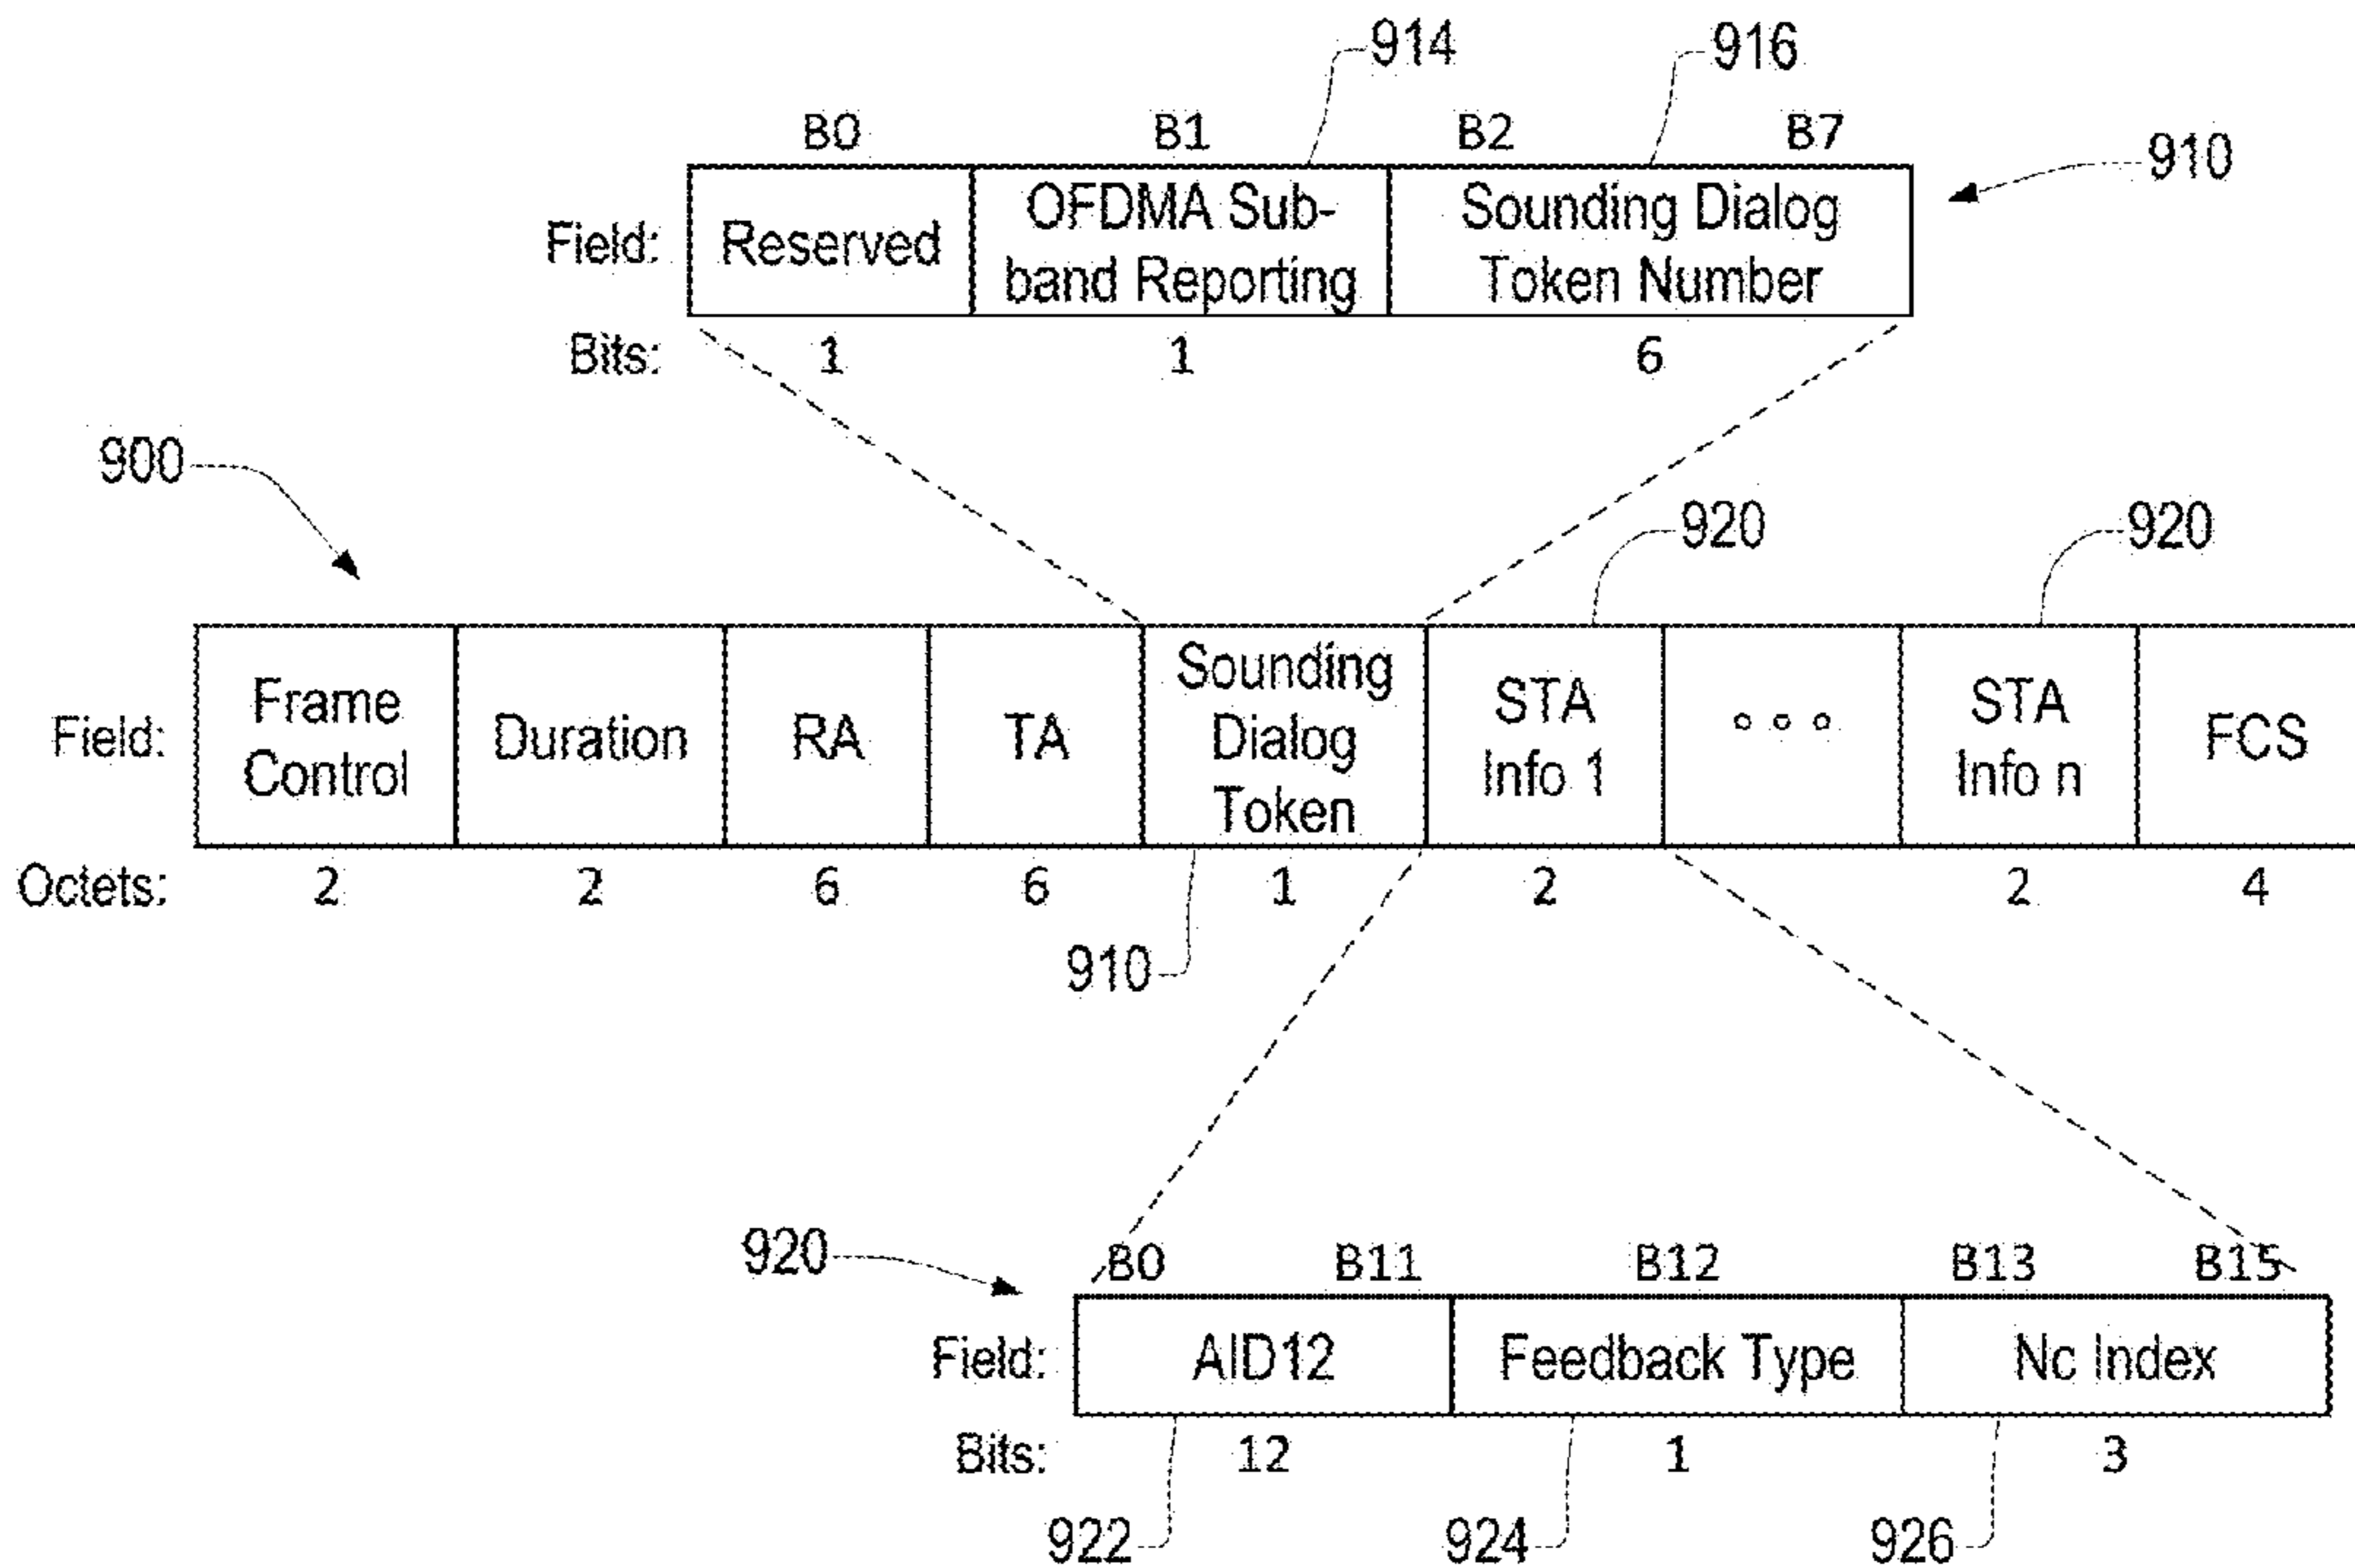 914 916
B0 B1 B2 B7
910
Field: Reserved OFDMA Sub-band Reporting Sounding Dialog Token Number
Bits: 1 1 6
900
920 920
Field: Frame Control Duration RA TA Sounding Dialog Token STA Info 1 ∘ ∘ ∘ STA Info n FCS
Octets: 2 2 6 6 1 2 2 4
910
920
B0 B11 B12 B13 B15
Field: AID12 Feedback Type Nc Index
Bits: 12 1 3
922 924 926